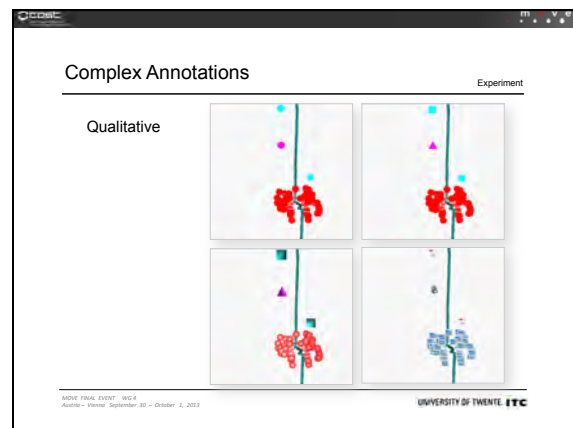 cost
m o v e
Complex Annotations
Experiment
Qualitative
MOVE FINAL EVENT WG 4
Austria – Vienna September 30 – October 1, 2013
UNIVERSITY OF TWENTE. ITC